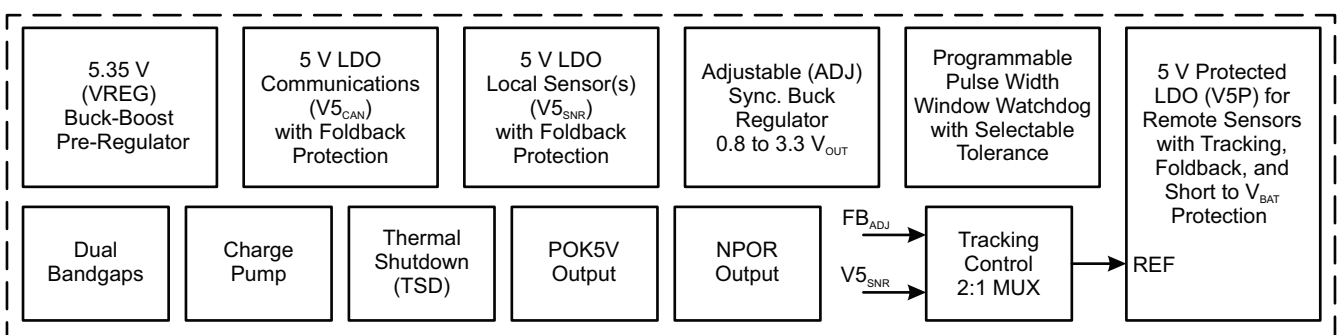 5.35 V
(VREG)
Buck-Boost
Pre-Regulator
5 V LDO
Communications
(V5CAN)
with Foldback
Protection
5 V LDO
Local Sensor(s)
(V5SNR)
with Foldback
Protection
Adjustable (ADJ)
Sync. Buck
Regulator
0.8 to 3.3 VOUT
Programmable
Pulse Width
Window Watchdog
with Selectable
Tolerance
5 V Protected
LDO (V5P) for
Remote Sensors
with Tracking,
Foldback, and
Short to VBAT
Protection
REF
Dual
Bandgaps
Charge
Pump
Thermal
Shutdown
(TSD)
POK5V
Output
NPOR
Output
FBADJ
V5SNR
Tracking
Control
2:1 MUX